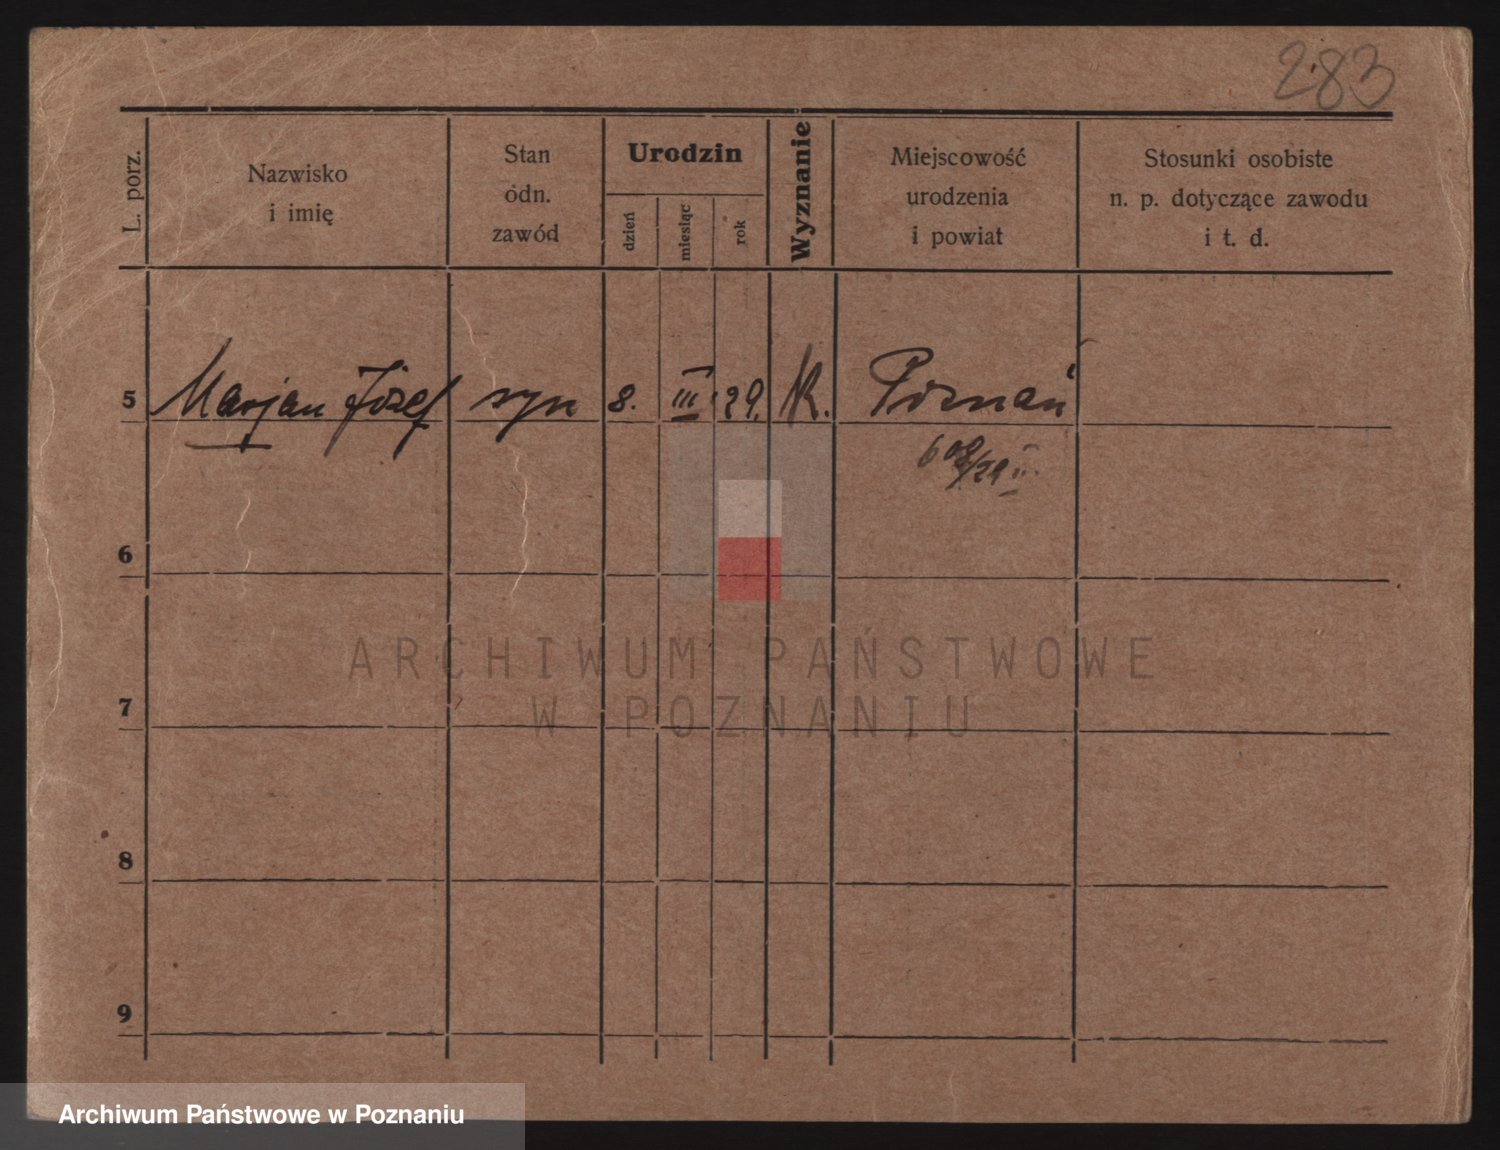 283
L. porz.
Nazwisko
i imię
Stan
odn.
zawód
Urodzin
dzień
miesiąc
rok
Wyznanie
Miejscowość
urodzenia
i powiat
Stosunki osobiste
n. p. dotyczące zawodu
i t. d.
5 Marjan Józef syn 8. III 29. K. Poznań
6
ARCHIWUM PAŃSTWOWE
7
W POZNANIU
8
9
Archiwum Państwowe w Poznaniu